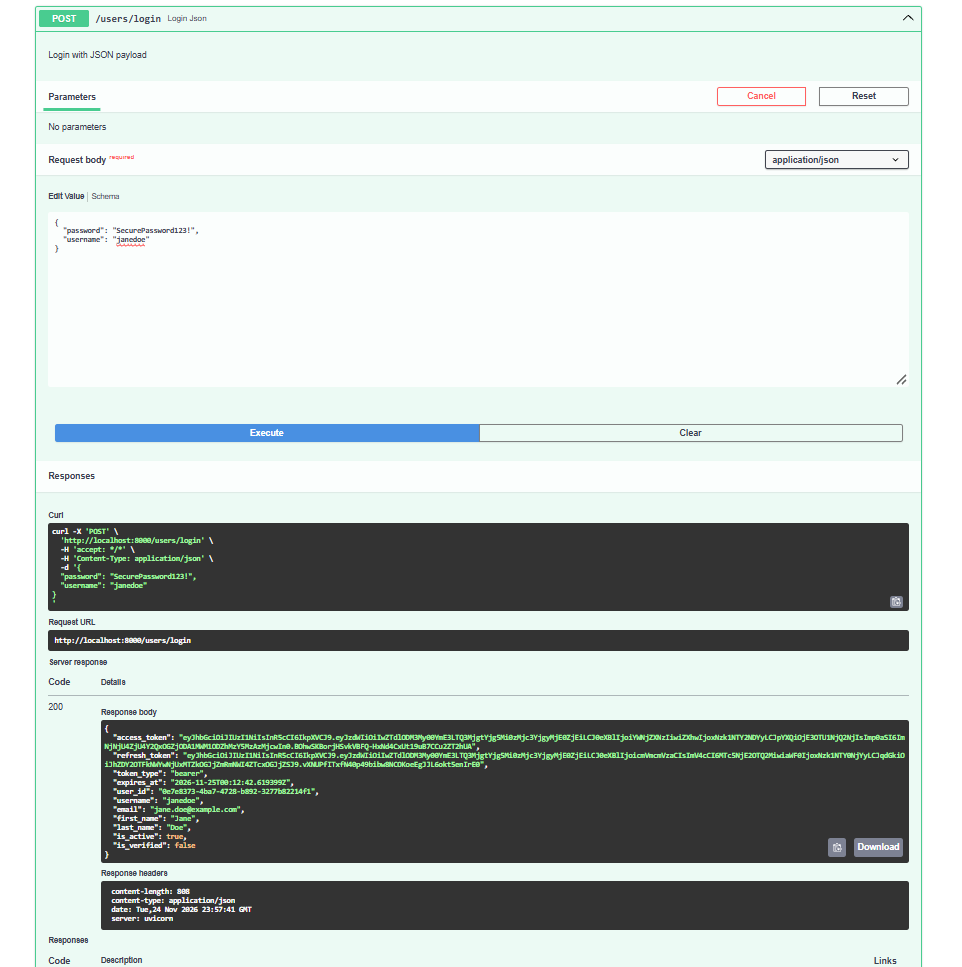 POST /users/login Login Json
Login with JSON payload
Parameters
Cancel
Reset
No parameters
Request body required
application/json
Edit Value | Schema
{
"password": "SecurePassword123!",
"username": "janedoe"
}
Execute
Clear
Responses
Curl
curl -X 'POST' \
'http://localhost:8000/users/login' \
-H 'accept: */*' \
-H 'Content-Type: application/json' \
-d '{
"password": "SecurePassword123!",
"username": "janedoe"
}
'
Request URL
http://localhost:8000/users/login
Server response
Code Details
200
Response body
{
"access_token":
"refresh_token":
"token_type": "bearer",
"expires_at": "2026-11-25T00:12:42.619399Z",
"user_id": "0e7e8373-4ba7-4728-b892-3277b82214f1",
"username": "janedoe",
"email": "jane.doe@example.com",
"first_name": "Jane",
"last_name": "Doe",
"is_active": true,
"is_verified": false
}
Download
Response headers
content-length: 808
content-type: application/json
date: Tue,24 Nov 2026 23:57:41 GMT
server: uvicorn
Responses
Code Description Links